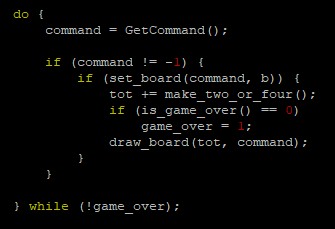 do {
    command = GetCommand();

    if (command != -1) {
        if (set_board(command, b)) {
            tot += make_two_or_four();
            if (is_game_over() == 0)
                game_over = 1;
            draw_board(tot, command);
        }
    }

} while (!game_over);